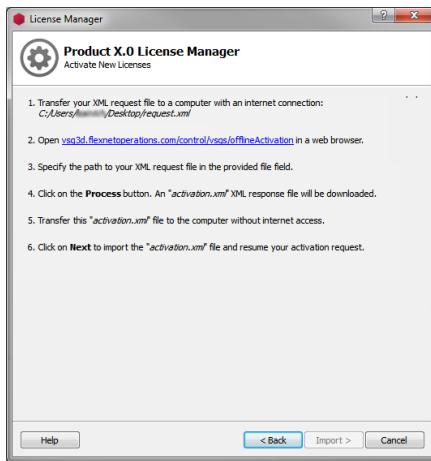 License Manager
Product X.0 License Manager
Activate New Licenses
1. Transfer your XML request file to a computer with an internet connection:
C:/Users/ /Desktop/request.xml
2. Open vsg3d.flexnetoperations.com/control/vsgs/offlineActivation in a web browser.
3. Specify the path to your XML request file in the provided file field.
4. Click on the Process button. An "activation.xml" XML response file will be downloaded.
5. Transfer this "activation.xml" file to the computer without internet access.
6. Click on Next to import the "activation.xml" file and resume your activation request.
Help
< Back
Import >
Cancel